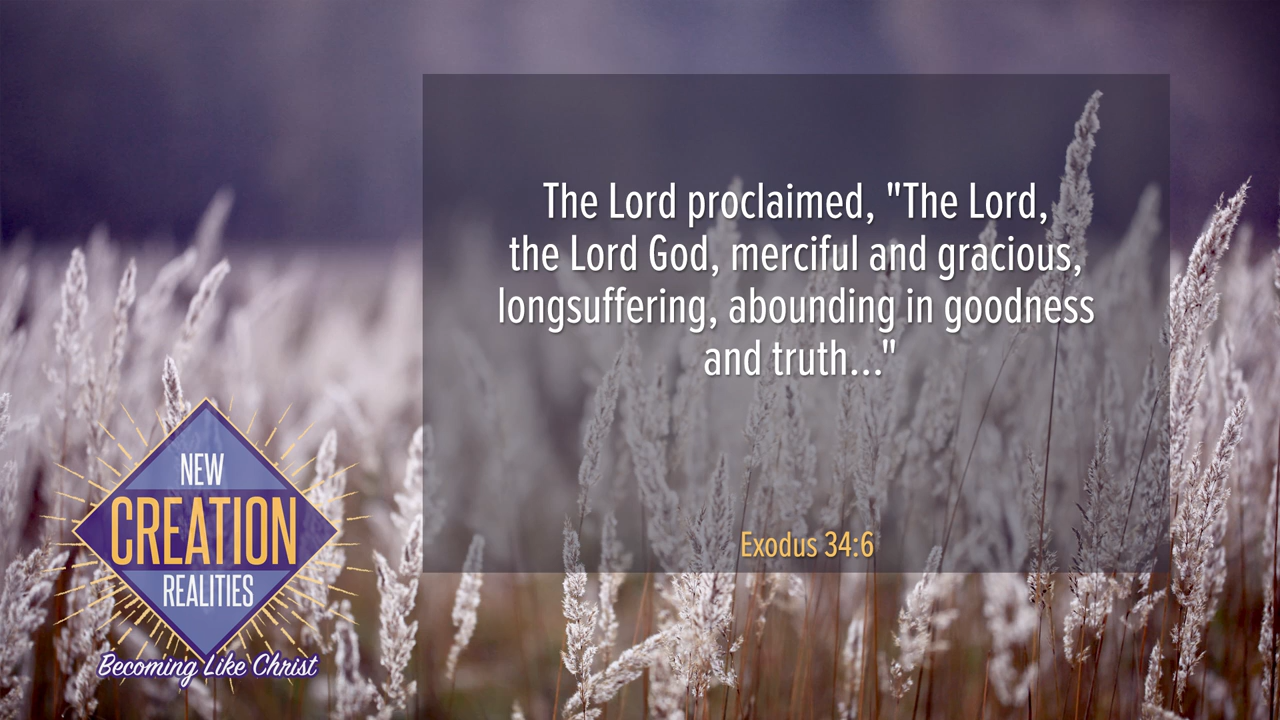 The Lord proclaimed, "The Lord,
the Lord God, merciful and gracious,
longsuffering, abounding in goodness
and truth..."
Exodus 34:6
NEW
CREATION
REALITIES
Becoming Like Christ